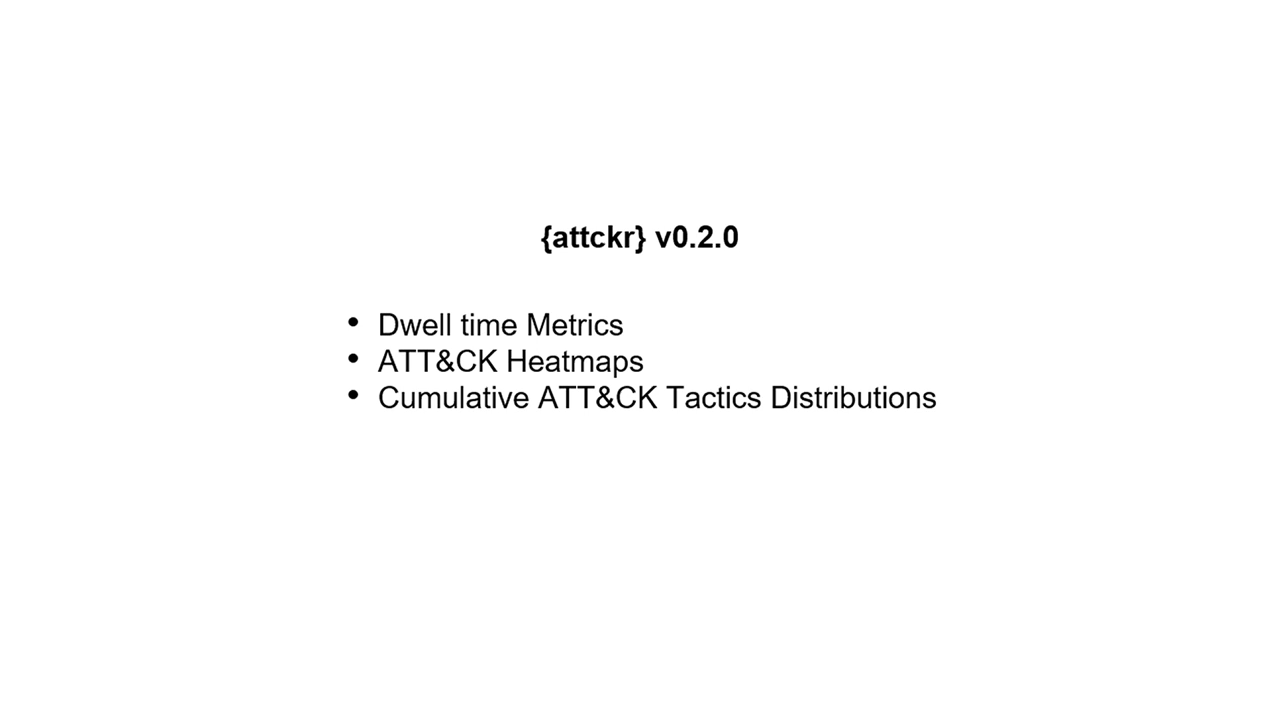 {attckr} v0.2.0
• Dwell time Metrics
• ATT&CK Heatmaps
• Cumulative ATT&CK Tactics Distributions